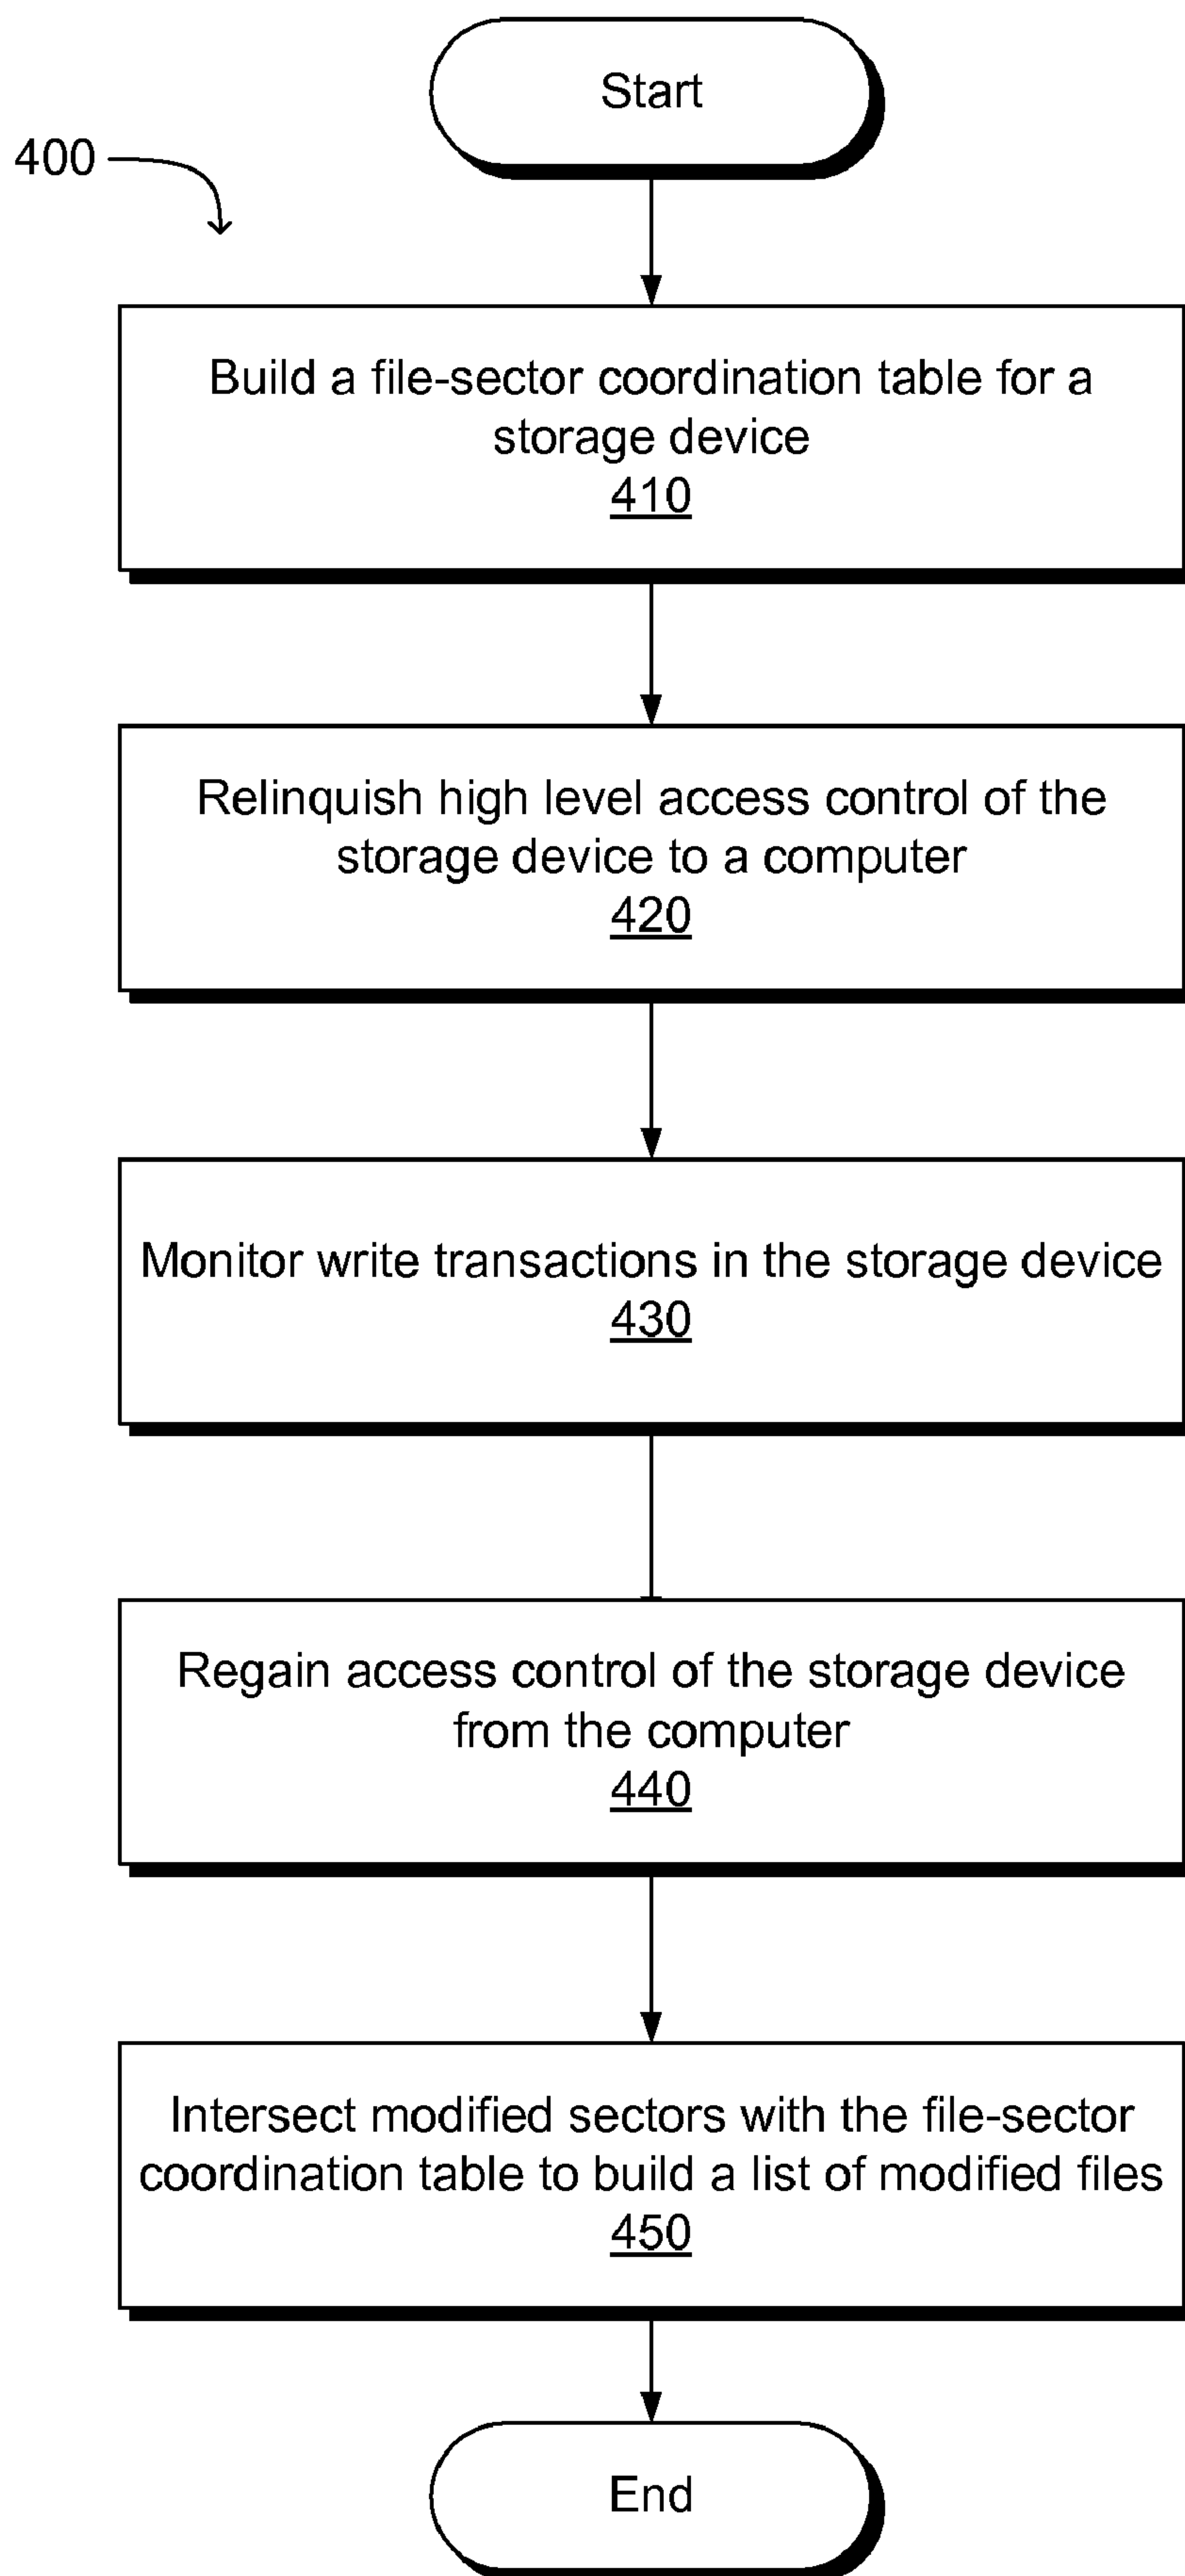 Start
400
Build a file-sector coordination table for a
storage device
410
Relinquish high level access control of the
storage device to a computer
420
Monitor write transactions in the storage device
430
Regain access control of the storage device
from the computer
440
Intersect modified sectors with the file-sector
coordination table to build a list of modified files
450
End